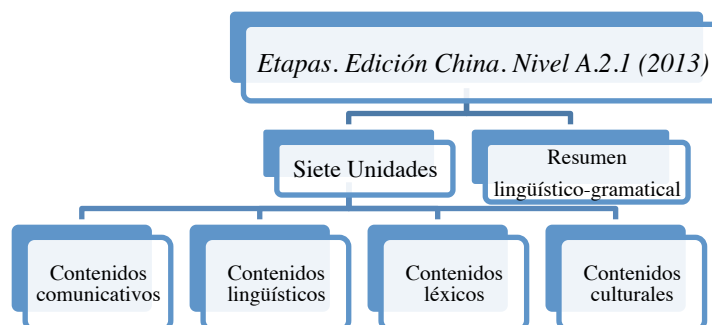 Etapas. Edición China. Nivel A.2.1 (2013)
Siete Unidades
Resumen
lingüístico-gramatical
Contenidos
comunicativos
Contenidos
lingüísticos
Contenidos
léxicos
Contenidos
culturales